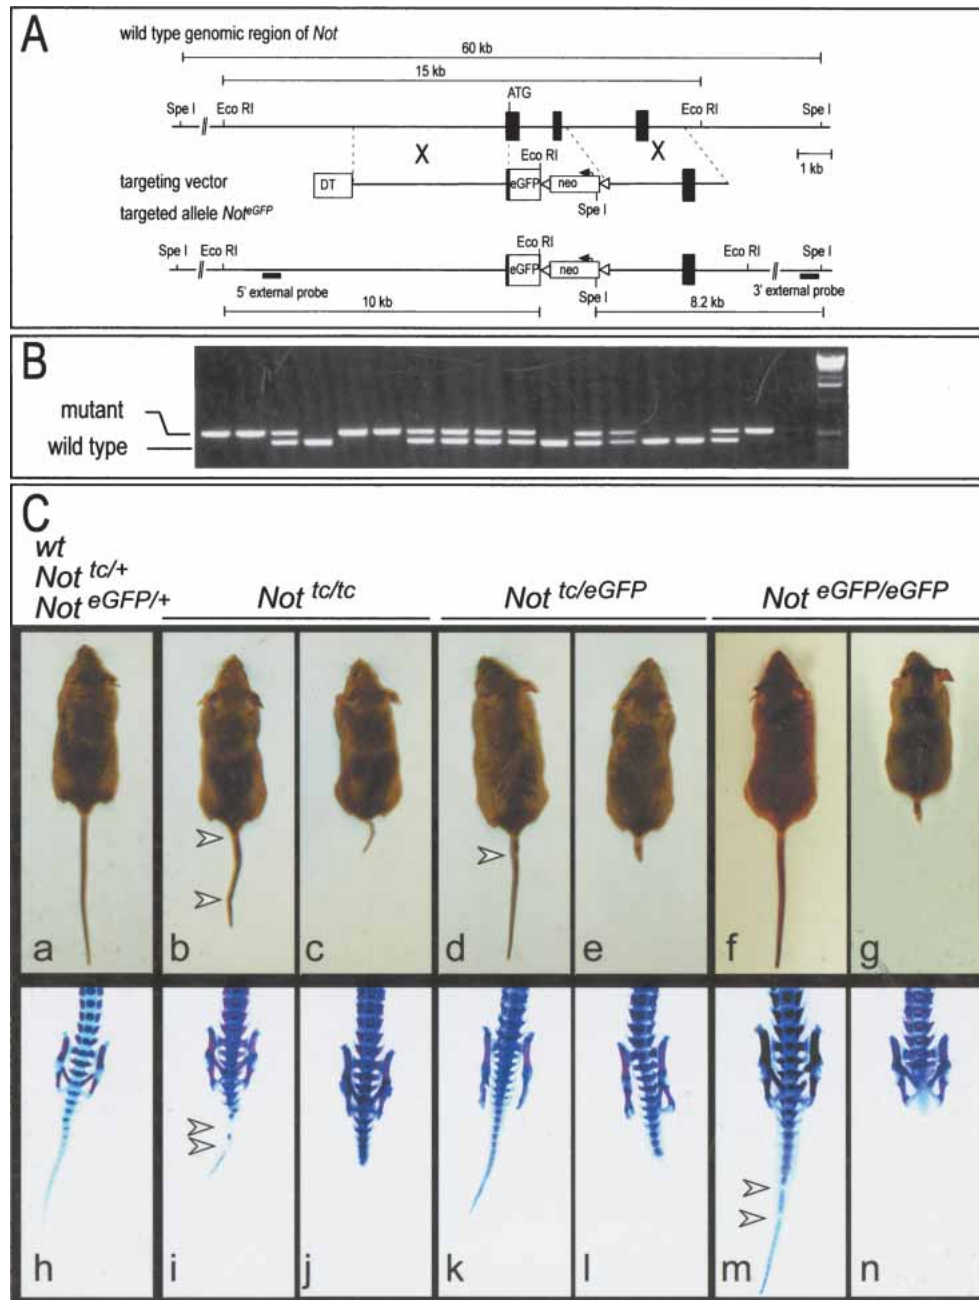 A
wild type genomic region of Not
60 kb
15 kb
ATG
Spe I Eco RI Eco RI Spe I
X X
Eco RI
1 kb
targeting vector DT eGFP neo
Spe I
targeted allele Not eGFP
Eco RI
Spe I Eco RI Eco RI Spe I
eGFP neo
5' external probe Spe I 3' external probe
10 kb 8.2 kb
B
mutant
wild type
C
wt
Not tc/+
Not eGFP/+
Not tc/tc
Not tc/eGFP
Not eGFP/eGFP
a b c d e f g
h i j k l m n